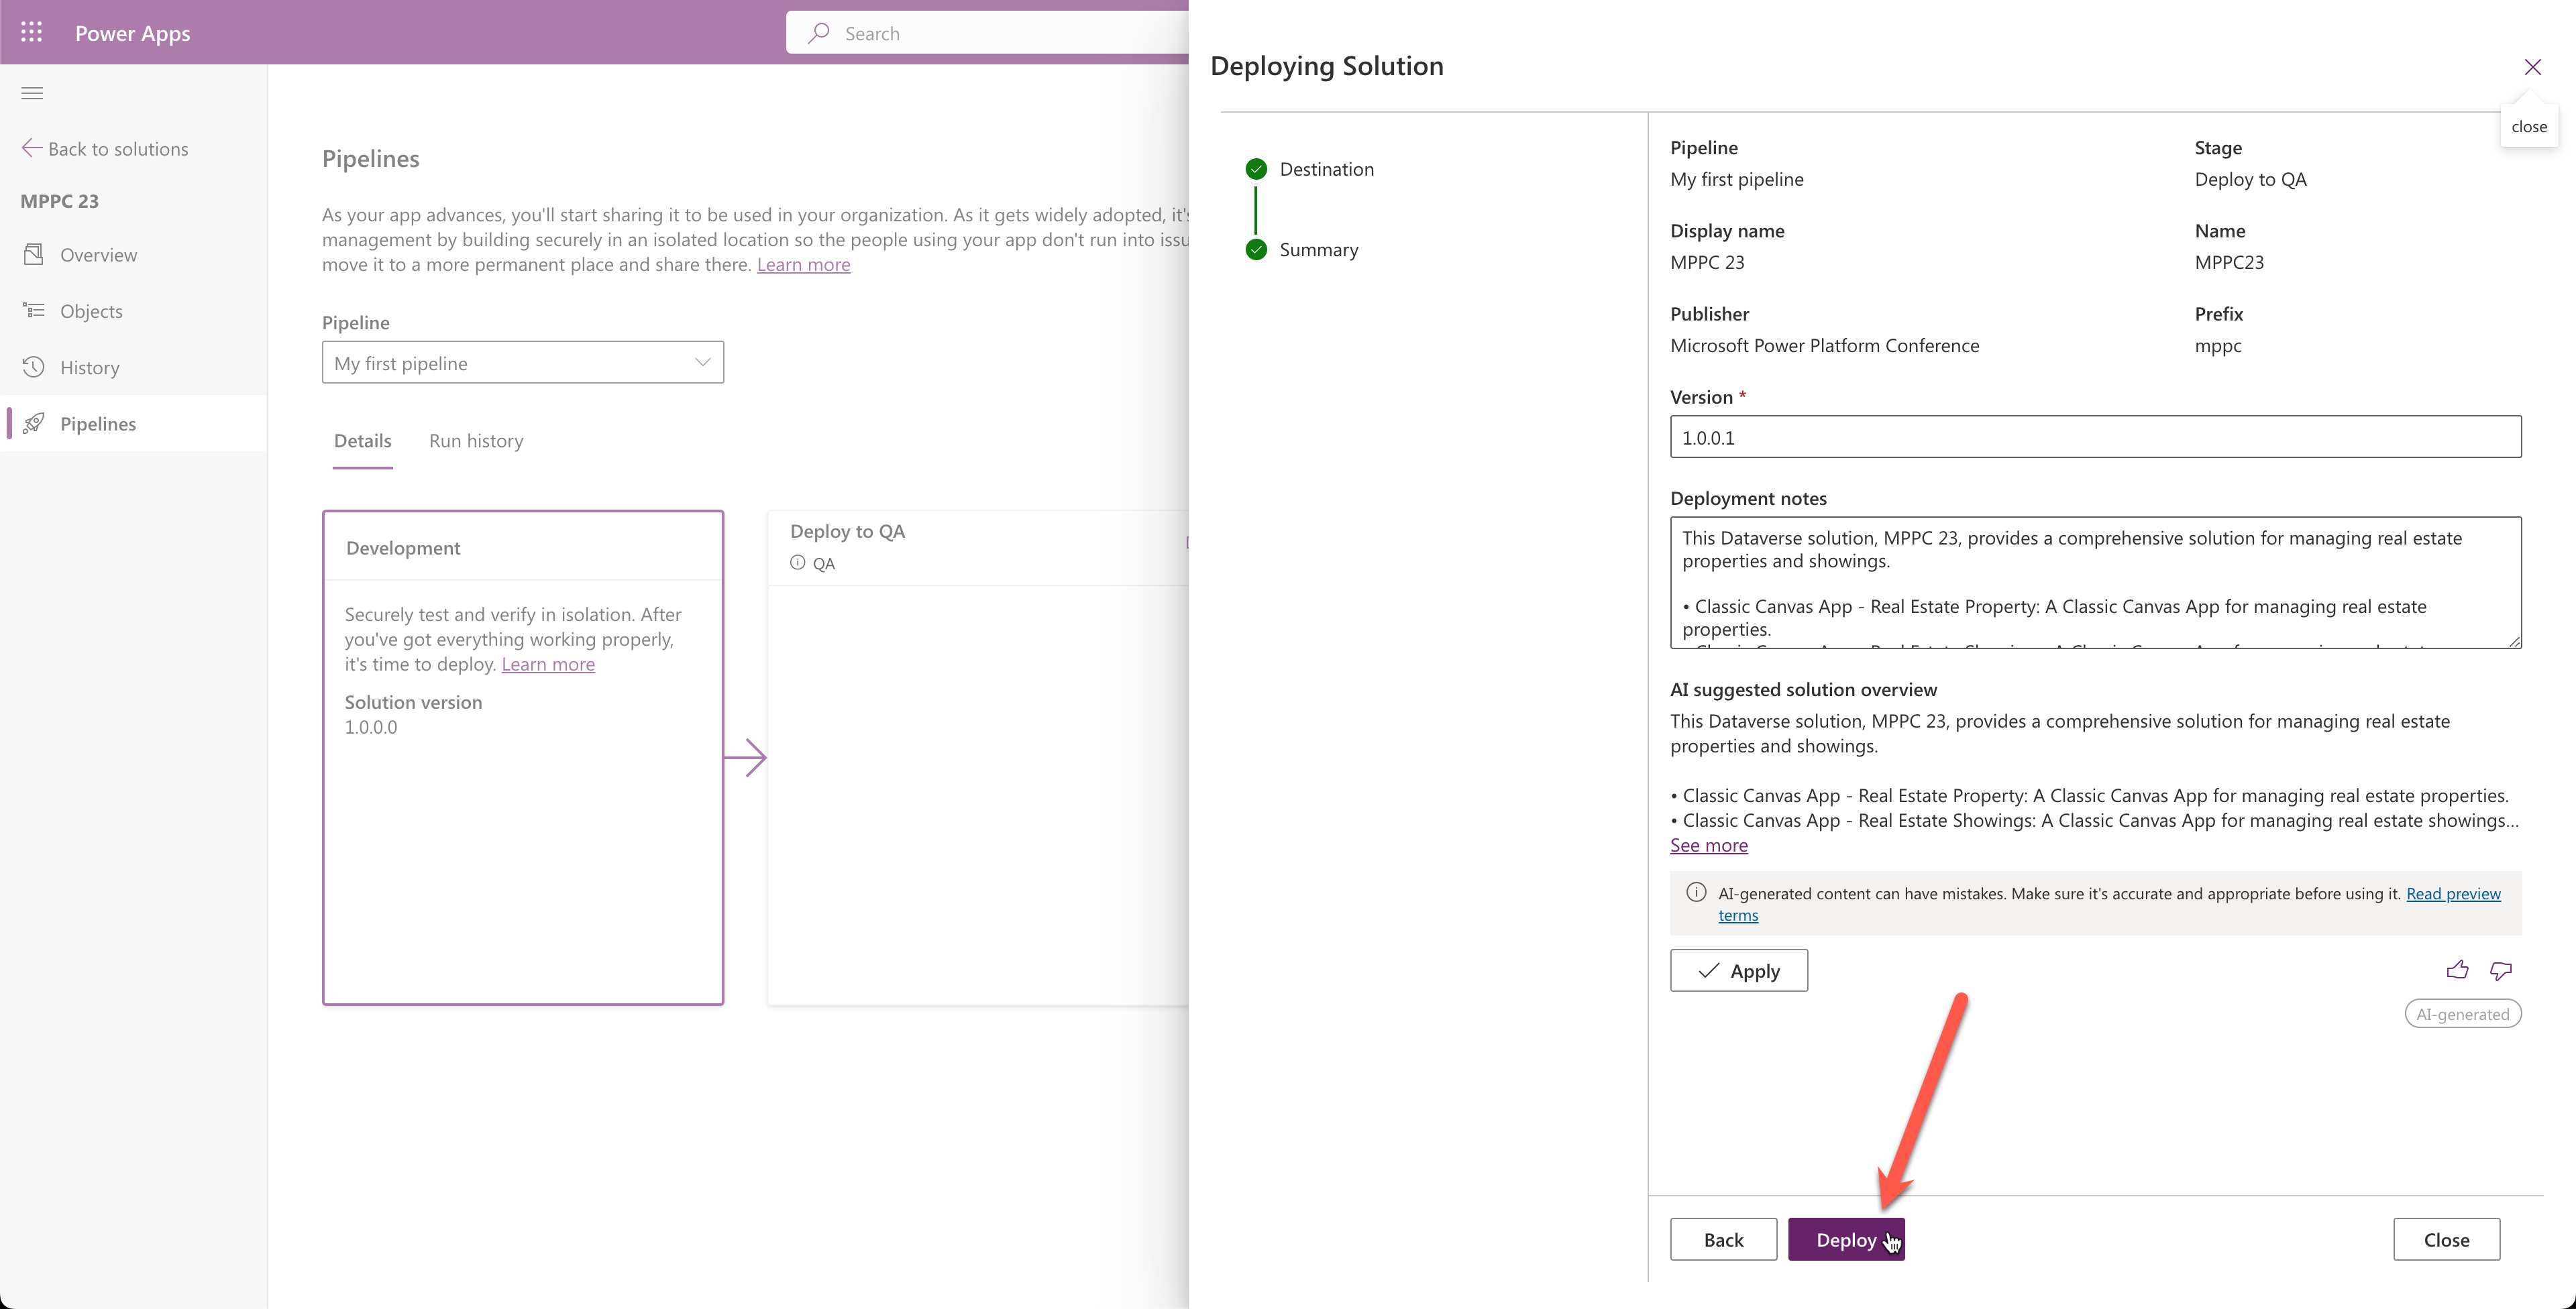 Power Apps
Search
Back to solutions
MPPC 23
Overview
Objects
History
Pipelines
Pipelines
As your app advances, you'll start sharing it to be used in your organization. As it gets widely adopted, it's
management by building securely in an isolated location so the people using your app don't run into issu
move it to a more permanent place and share there. Learn more
Pipeline
My first pipeline
Details
Run history
Development
Securely test and verify in isolation. After
you've got everything working properly,
it's time to deploy. Learn more
Solution version
1.0.0.0
Deploy to QA
QA
Deploying Solution
close
Destination
Summary
Pipeline
My first pipeline
Stage
Deploy to QA
Display name
MPPC 23
Name
MPPC23
Publisher
Microsoft Power Platform Conference
Prefix
mppc
Version *
1.0.0.1
Deployment notes
This Dataverse solution, MPPC 23, provides a comprehensive solution for managing real estate
properties and showings.
• Classic Canvas App - Real Estate Property: A Classic Canvas App for managing real estate
properties.
AI suggested solution overview
This Dataverse solution, MPPC 23, provides a comprehensive solution for managing real estate
properties and showings.
• Classic Canvas App - Real Estate Property: A Classic Canvas App for managing real estate properties.
• Classic Canvas App - Real Estate Showings: A Classic Canvas App for managing real estate showings...
See more
AI-generated content can have mistakes. Make sure it's accurate and appropriate before using it. Read preview
terms
Apply
AI-generated
Back
Deploy
Close